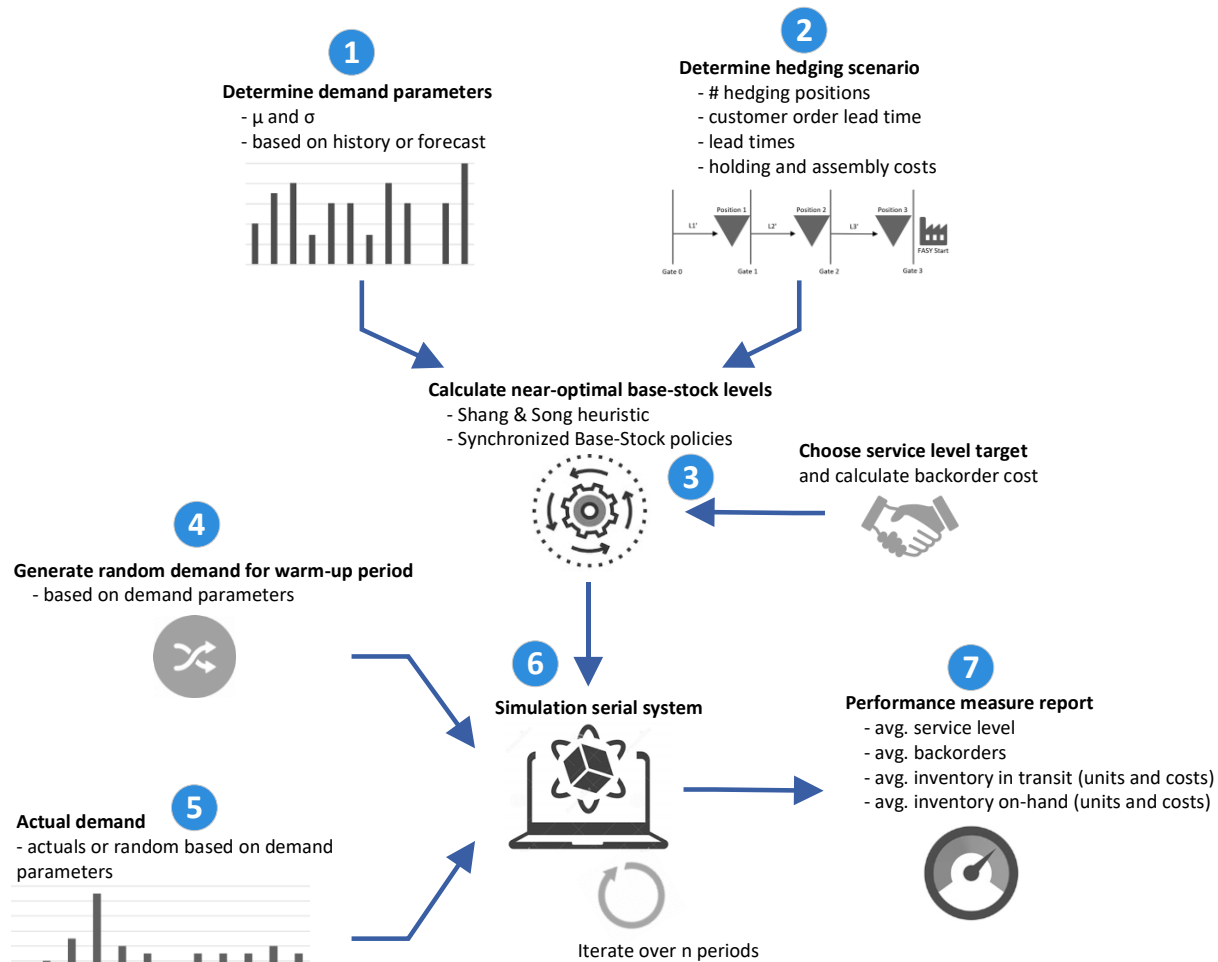 1
Determine demand parameters
- μ and σ
- based on history or forecast
2
Determine hedging scenario
- # hedging positions
- customer order lead time
- lead times
- holding and assembly costs
Position 1
Position 2
Position 3
L1'
L2'
L3'
FASY Start
Gate 0
Gate 1
Gate 2
Gate 3
Calculate near-optimal base-stock levels
- Shang & Song heuristic
- Synchronized Base-Stock policies
3
Choose service level target
and calculate backorder cost
4
Generate random demand for warm-up period
- based on demand parameters
5
Actual demand
- actuals or random based on demand
parameters
6
Simulation serial system
Iterate over n periods
7
Performance measure report
- avg. service level
- avg. backorders
- avg. inventory in transit (units and costs)
- avg. inventory on-hand (units and costs)